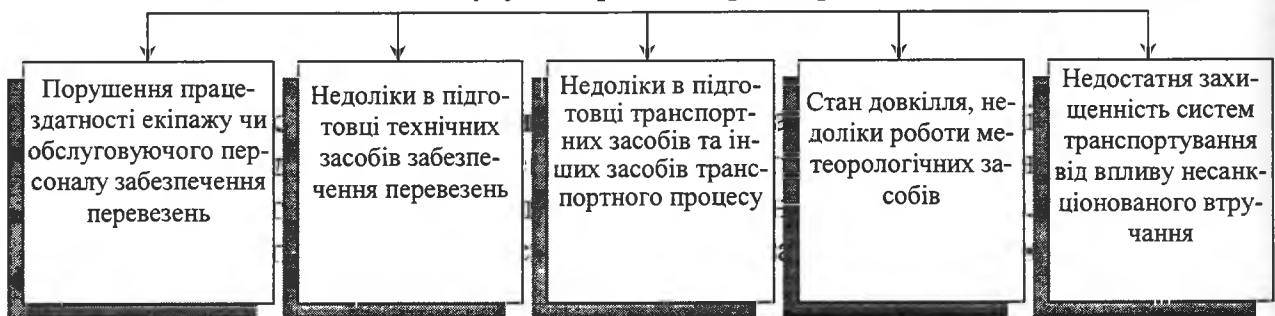 Порушення праце-
здатності екіпажу чи
обслуговуючого пер-
соналу забезпечення
перевезень
Недоліки в підго-
товці технічних
засобів забезпе-
чення перевезень
Недоліки в підго-
товці транспорт-
них засобів та ін-
ших засобів транс-
портного процесу
Стан довкілля, не-
доліки роботи ме-
теорологічних за-
собів
Недостатня захи-
щенність систем
транспортування
від впливу несанк-
ціонованого втру-
чання